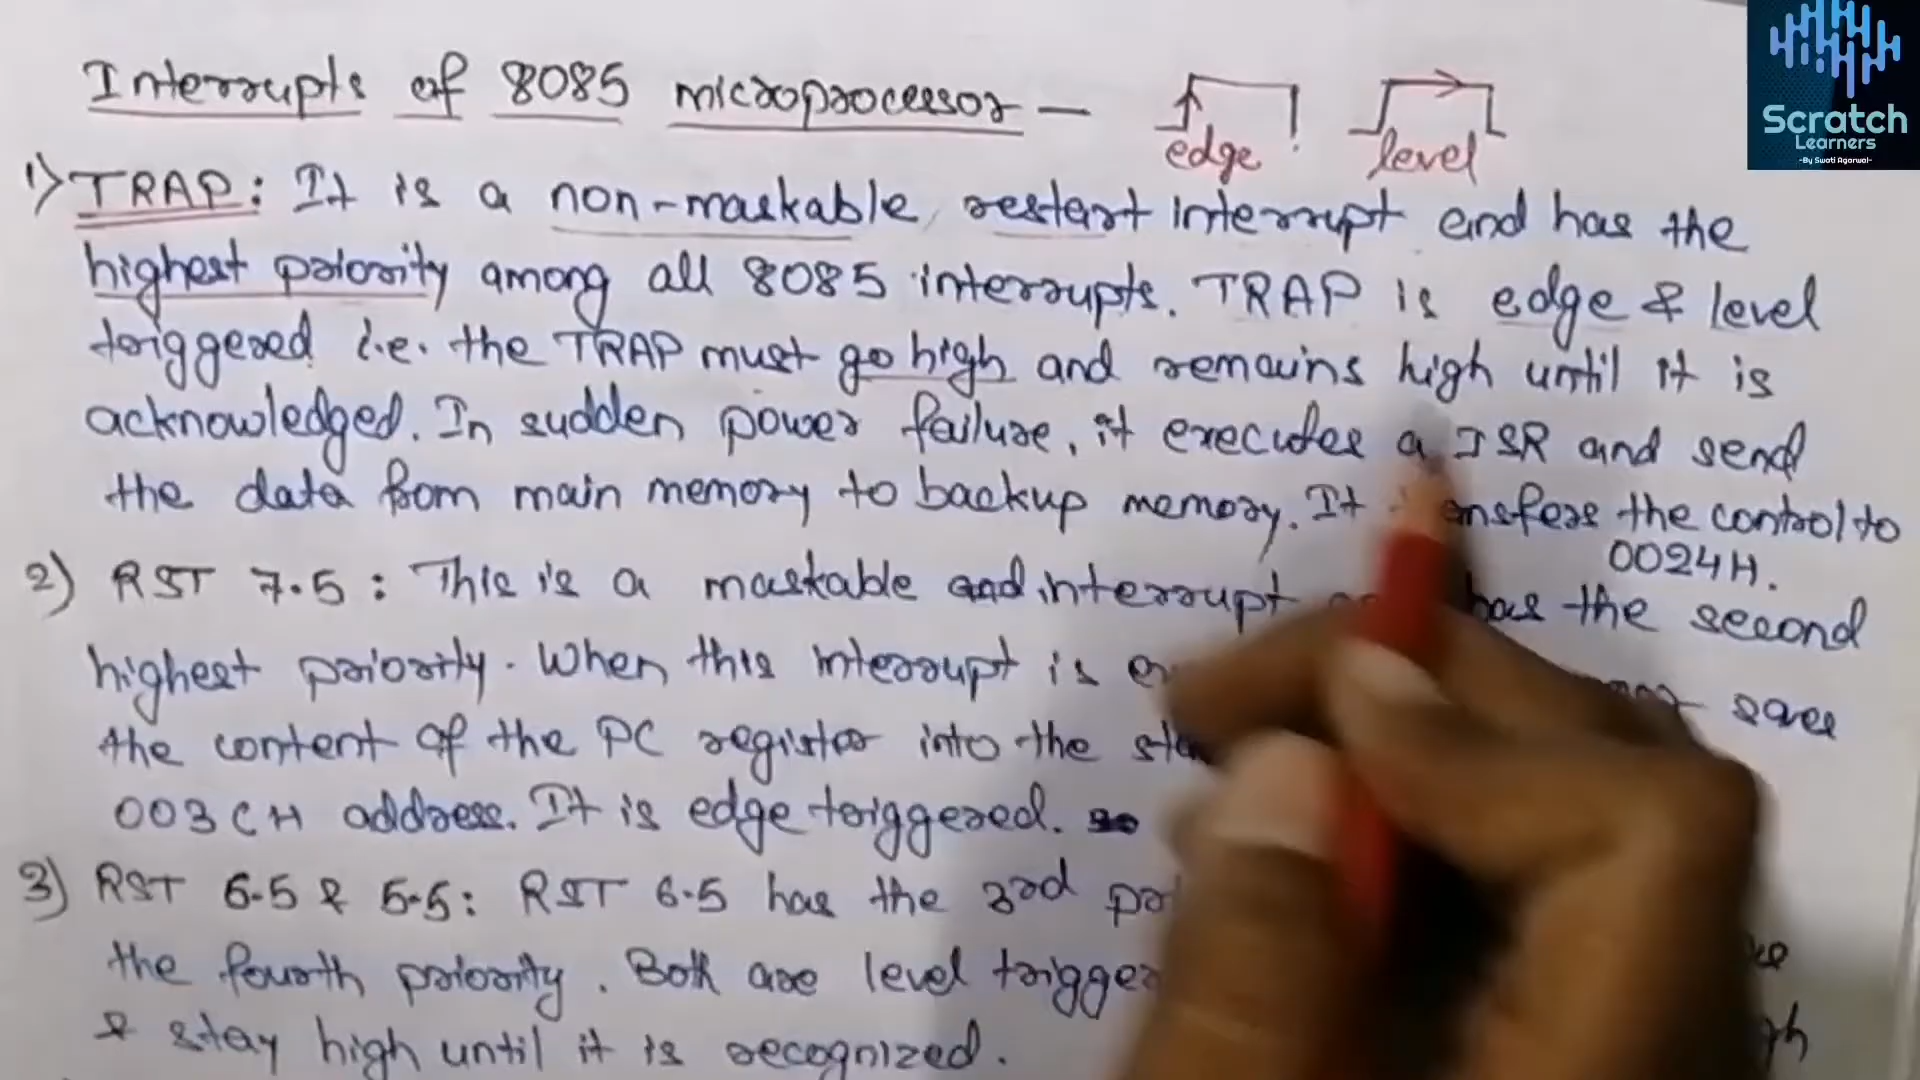 Interrupts of 8085 microprocessor —
edge
level
Scratch
Learners
-By Swati Agarwal-
1) TRAP: It is a non-maskable, restart interrupt and has the
highest priority among all 8085 interrupts. TRAP is edge & level
triggered i.e. the TRAP must go high and remains high until it is
acknowledged. In sudden power failure, it executes a ISR and send
the data from main memory to backup memory. It the control to
0024H.
2) RST 7.5: This is a maskable and interrupt has the second
highest priority. When this interrupt is saves
the content of the PC register into the
003CH address. It is edge triggered.
3) RST 6.5 & 5.5: RST 6.5 has the 3rd
the fourth priority. Both are level
& stay high until it is recognized.